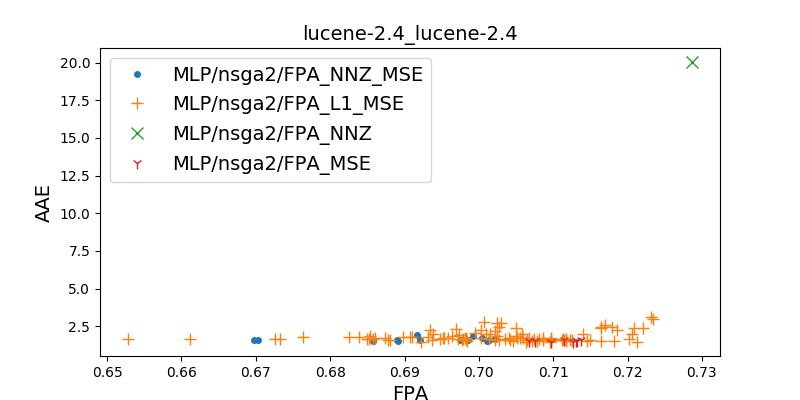 lucene-2.4_lucene-2.4
20.0
17.5
15.0
12.5
10.0
7.5
5.0
2.5
AAE
MLP/nsga2/FPA_NNZ_MSE
MLP/nsga2/FPA_L1_MSE
MLP/nsga2/FPA_NNZ
MLP/nsga2/FPA_MSE
0.65 0.66 0.67 0.68 0.69 0.70 0.71 0.72 0.73
FPA